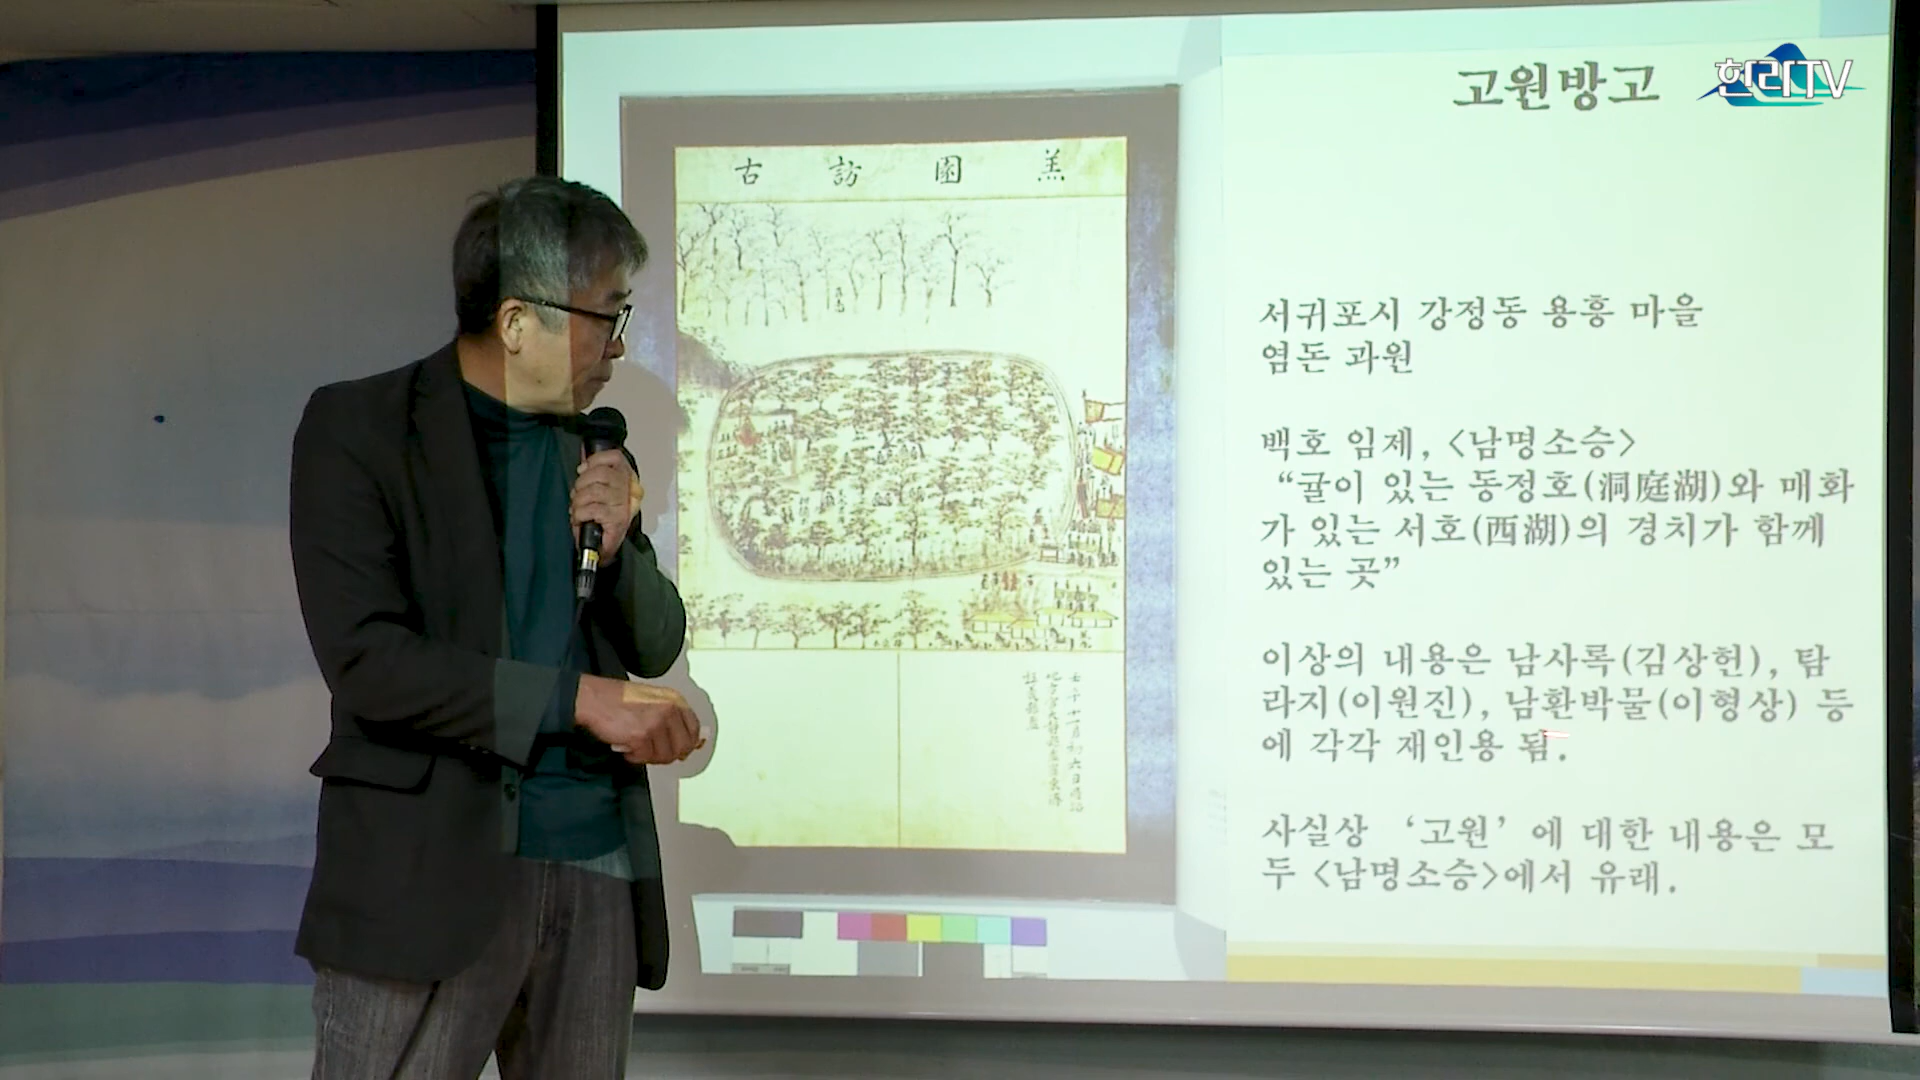 한라TV
고원방고
羔園訪古
서귀포시 강정동 용흥 마을
염돈 과원
백호 임제, <남명소승>
“귤이 있는 동정호(洞庭湖)와 매화
가 있는 서호(西湖)의 경치가 함께
있는 곳”
이상의 내용은 남사록(김상헌), 탐
라지(이원진), 남환박물(이형상) 등
에 각각 재인용 됨.
사실상 ‘고원’에 대한 내용은 모
두 <남명소승>에서 유래.